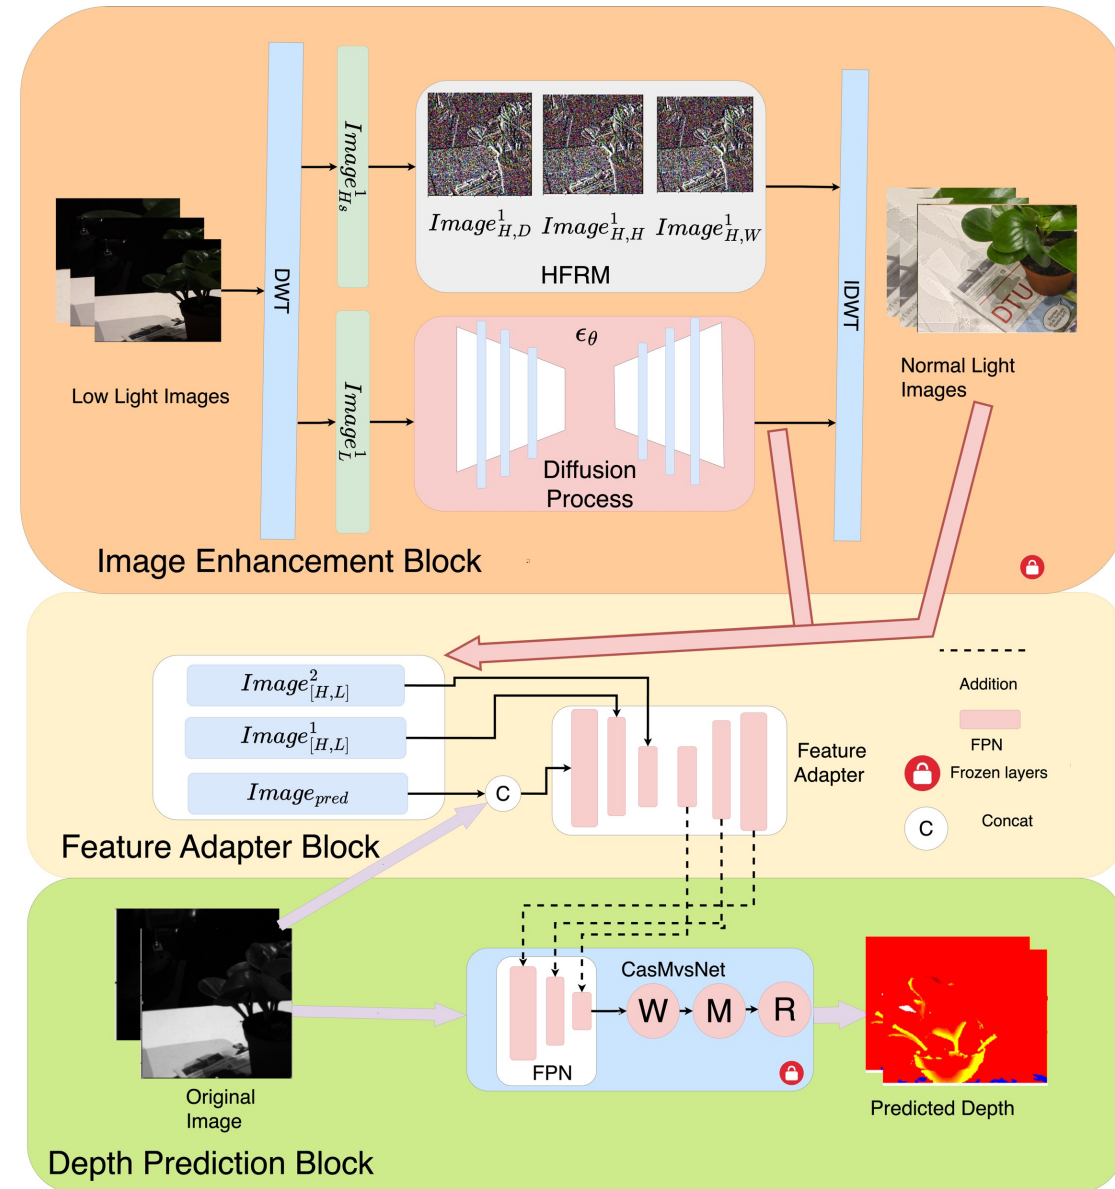 DWT
Image^1_{Hs}
Image^1_{H,D} Image^1_{H,H} Image^1_{H,W}
HFRM
IDWT
DTU
Low Light Images
Image^1_L
ϵ_θ
Diffusion
Process
Normal Light
Images
Image Enhancement Block
Image^2_{[H,L]}
Image^1_{[H,L]}
Image_{pred}
C
Feature
Adapter
Addition
FPN
Frozen layers
C
Concat
Feature Adapter Block
CasMvsNet
W M R
FPN
Original
Image
Predicted Depth
Depth Prediction Block